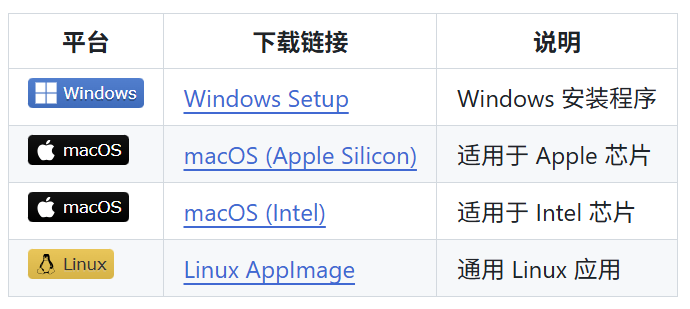 平台 下载链接 说明
Windows Windows Setup Windows 安装程序
macOS macOS (Apple Silicon) 适用于 Apple 芯片
macOS macOS (Intel) 适用于 Intel 芯片
Linux Linux AppImage 通用 Linux 应用